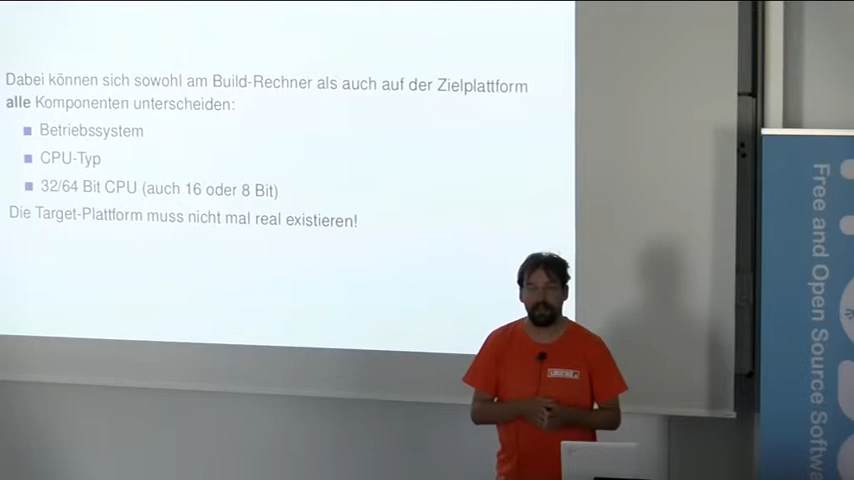 Dabei können sich sowohl am Build-Rechner als auch auf der Zielplattform
alle Komponenten unterscheiden:
Betriebssystem
CPU-Typ
32/64 Bit CPU (auch 16 oder 8 Bit)
Die Target-Plattform muss nicht mal real existieren!
Free and Open Source Software